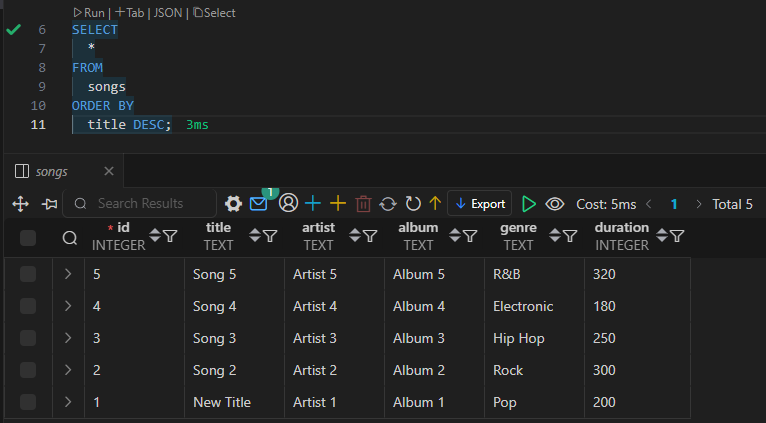 Run | +Tab | JSON | Select
6 SELECT
7 *
8 FROM
9 songs
10 ORDER BY
11 title DESC; 3ms
songs
Search Results 1 Export Cost: 5ms 1 Total 5
* id title artist album genre duration
INTEGER TEXT TEXT TEXT TEXT INTEGER
5 Song 5 Artist 5 Album 5 R&B 320
4 Song 4 Artist 4 Album 4 Electronic 180
3 Song 3 Artist 3 Album 3 Hip Hop 250
2 Song 2 Artist 2 Album 2 Rock 300
1 New Title Artist 1 Album 1 Pop 200